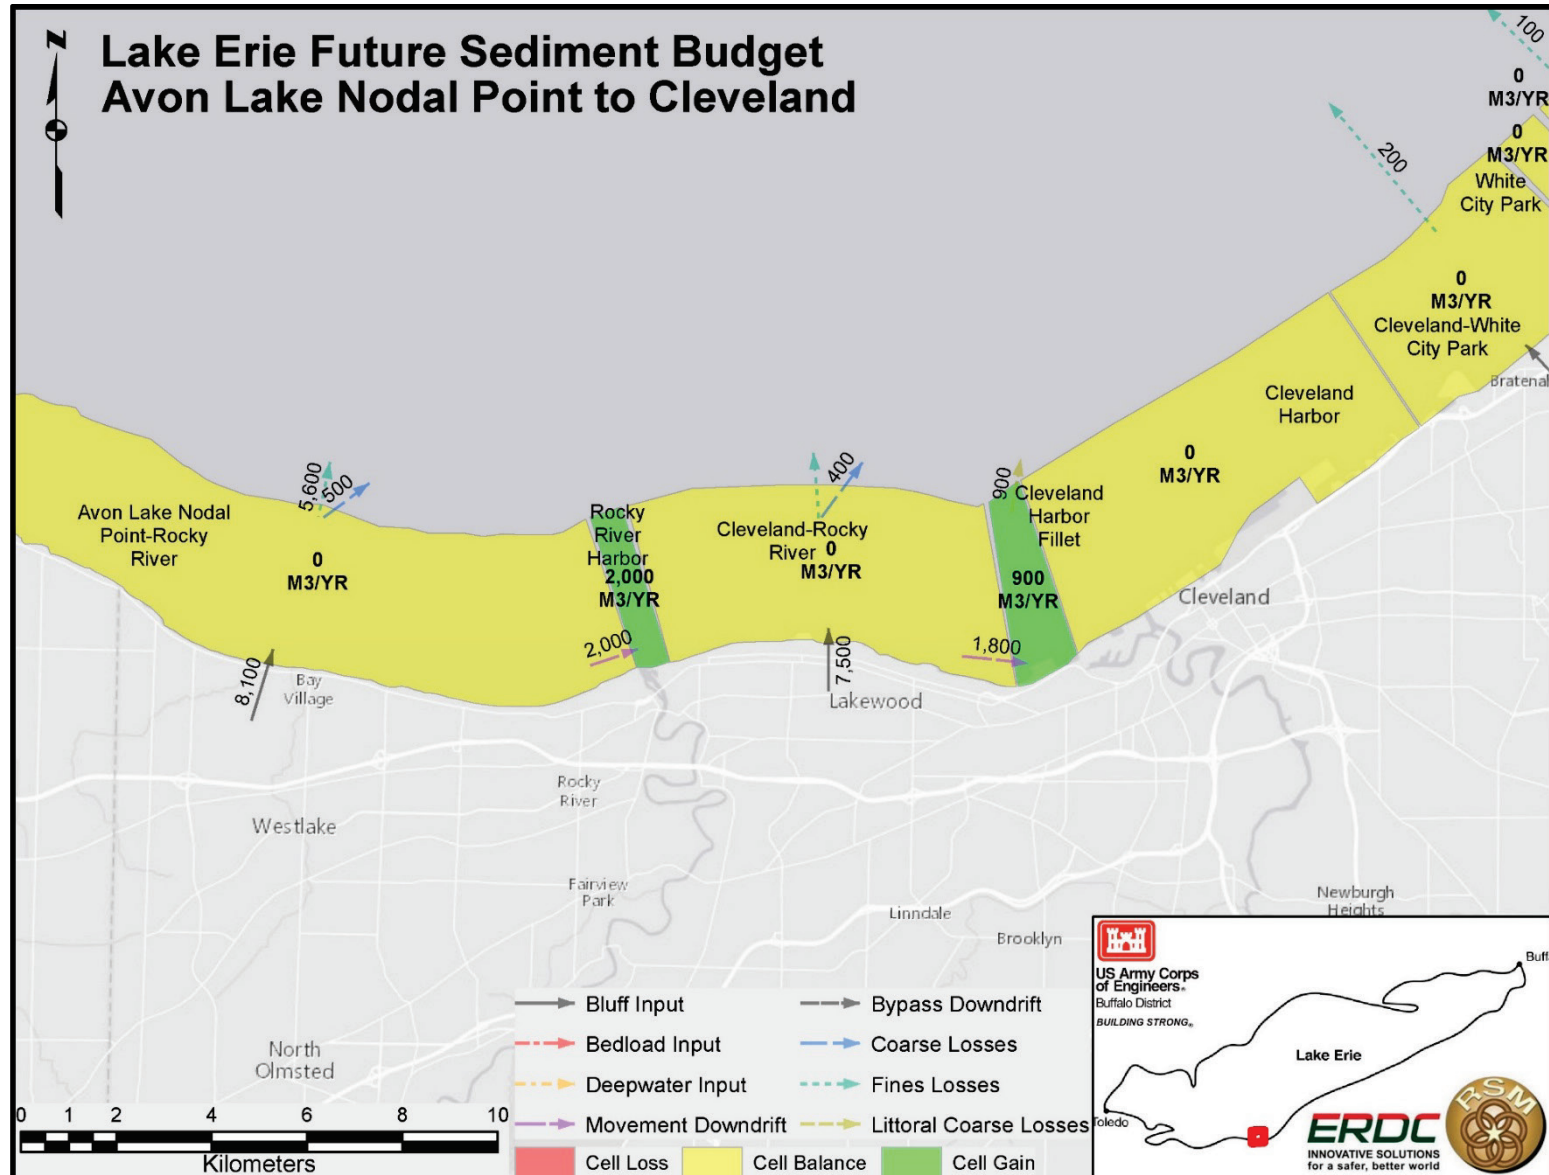 Lake Erie Future Sediment Budget
Avon Lake Nodal Point to Cleveland
N
100
0
M3/YR
0
M3/YR
White
City Park
200
0
M3/YR
Cleveland-White
City Park
Bratenal
Cleveland
Harbor
0
M3/YR
5,600
500
Avon Lake Nodal
Point-Rocky
River
0
M3/YR
Rocky
River
Harbor
2,000
M3/YR
2,000
400
Cleveland-Rocky
River
0
M3/YR
900
Cleveland
Harbor
Fillet
900
M3/YR
1,800
Cleveland
8,100
Bay
Village
7,500
Lakewood
Rocky
River
Westlake
Fairview
Park
Linndale
Brooklyn
Newburgh
Heights
North
Olmsted
0 1 2 4 6 8 10
Kilometers
Bluff Input
Bypass Downdrift
Bedload Input
Coarse Losses
Deepwater Input
Fines Losses
Movement Downdrift
Littoral Coarse Losses
Cell Loss
Cell Balance
Cell Gain
US Army Corps
of Engineers®
Buffalo District
BUILDING STRONG®
Buff
Lake Erie
Toledo
ERDC
INNOVATIVE SOLUTIONS
for a safer, better world
RSM